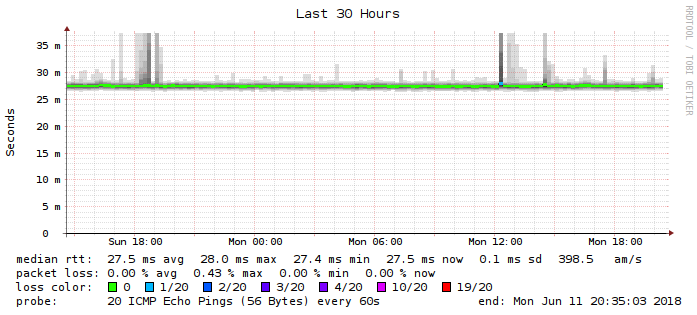 Last 30 Hours
RRDTOOL / TOBI OETIKER
Seconds
35 m
30 m
25 m
20 m
15 m
10 m
5 m
0
Sun 18:00 Mon 00:00 Mon 06:00 Mon 12:00 Mon 18:00
median rtt: 27.5 ms avg 28.0 ms max 27.4 ms min 27.5 ms now 0.1 ms sd 398.5 am/s
packet loss: 0.00 % avg 0.43 % max 0.00 % min 0.00 % now
loss color: 0 1/20 2/20 3/20 4/20 10/20 19/20
probe: 20 ICMP Echo Pings (56 Bytes) every 60s end: Mon Jun 11 20:35:03 2018